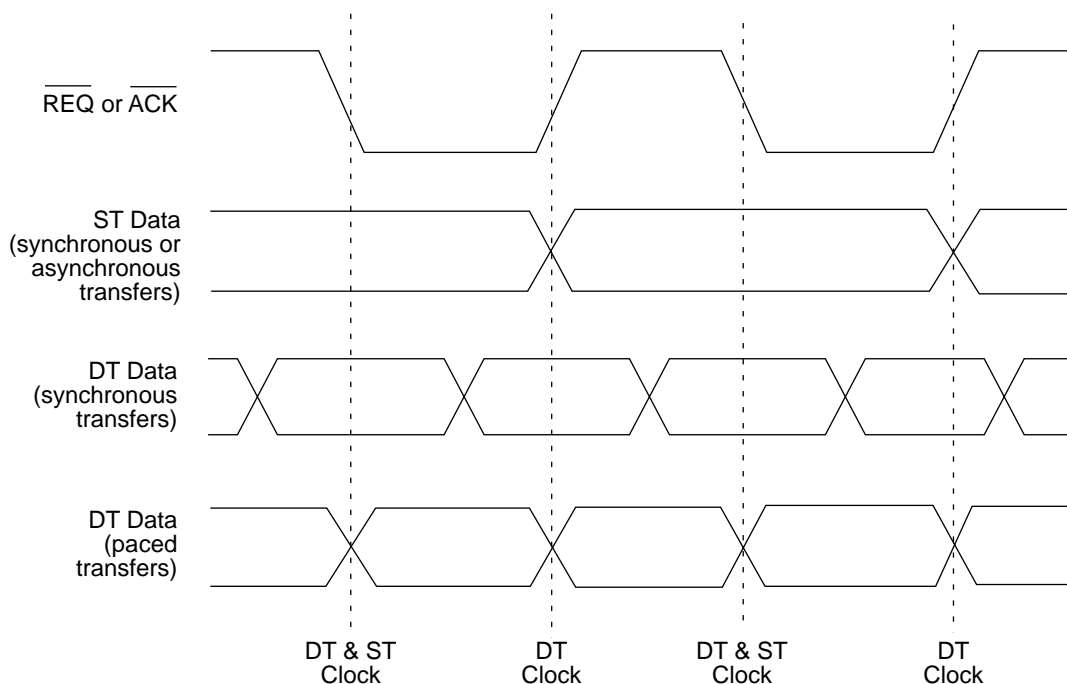 REQ or ACK
ST Data
(synchronous or
asynchronous
transfers)
DT Data
(synchronous
transfers)
DT Data
(paced
transfers)
DT & ST
Clock
DT
Clock
DT & ST
Clock
DT
Clock